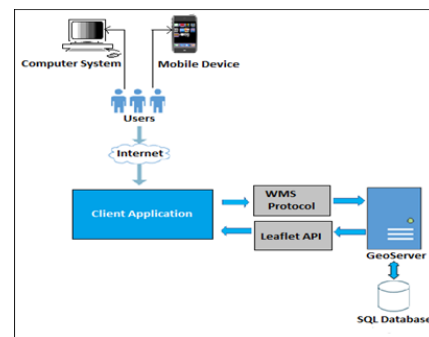 Computer System
Mobile Device
Users
Internet
Client Application
WMS
Protocol
Leaflet API
GeoServer
SQL Database